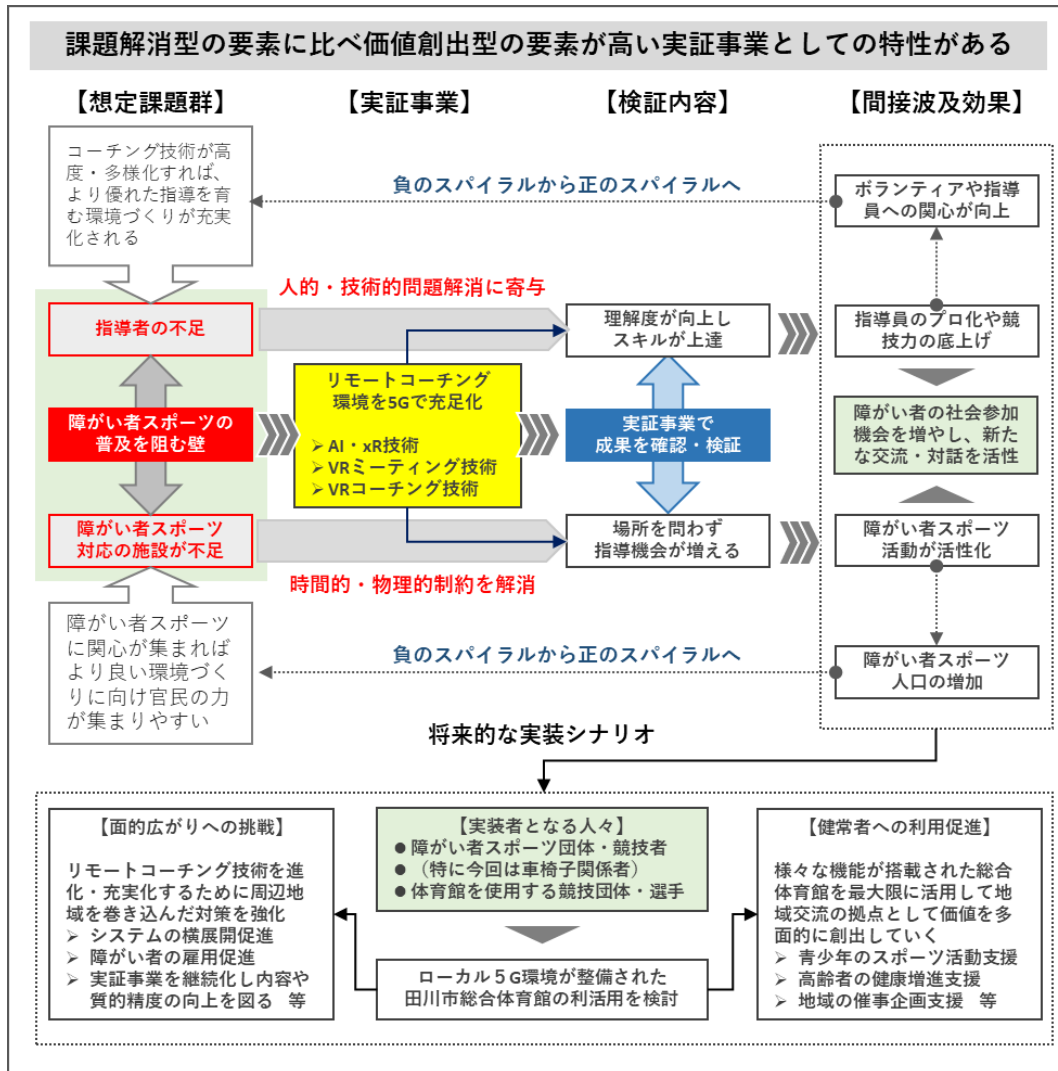 課題解消型の要素に比べ価値創出型の要素が高い実証事業としての特性がある
【想定課題群】
【実証事業】
【検証内容】
【間接波及効果】
コーチング技術が高
度・多様化すれば、
より優れた指導を育
む環境づくりが充実
化される
負のスパイラルから正のスパイラルへ
ボランティアや指導
員への関心が向上
人的・技術的問題解消に寄与
指導者の不足
理解度が向上し
スキルが上達
指導員のプロ化や競
技力の底上げ
障がい者スポーツの
普及を阻む壁
リモートコーチング
環境を5Gで充足化
➢ AI・xR技術
➢ VRミーティング技術
➢ VRコーチング技術
実証事業で
成果を確認・検証
障がい者の社会参加
機会を増やし、新た
な交流・対話を活性
障がい者スポーツ
対応の施設が不足
場所を問わず
指導機会が増える
障がい者スポーツ
活動が活性化
時間的・物理的制約を解消
障がい者スポーツ
に関心が集まれば
より良い環境づく
りに向け官民の力
が集まりやすい
負のスパイラルから正のスパイラルへ
障がい者スポーツ
人口の増加
将来的な実装シナリオ
【面的広がりへの挑戦】
リモートコーチング技術を進
化・充実化するために周辺地
域を巻き込んだ対策を強化
➢ システムの横展開促進
➢ 障がい者の雇用促進
➢ 実証事業を継続化し内容や
質的精度の向上を図る 等
【実装者となる人々】
● 障がい者スポーツ団体・競技者
● （特に今回は車椅子関係者）
● 体育館を使用する競技団体・選手
ローカル５G環境が整備された
田川市総合体育館の利活用を検討
【健常者への利用促進】
様々な機能が搭載された総合
体育館を最大限に活用して地
域交流の拠点として価値を多
面的に創出していく
➢ 青少年のスポーツ活動支援
➢ 高齢者の健康増進支援
➢ 地域の催事企画支援 等